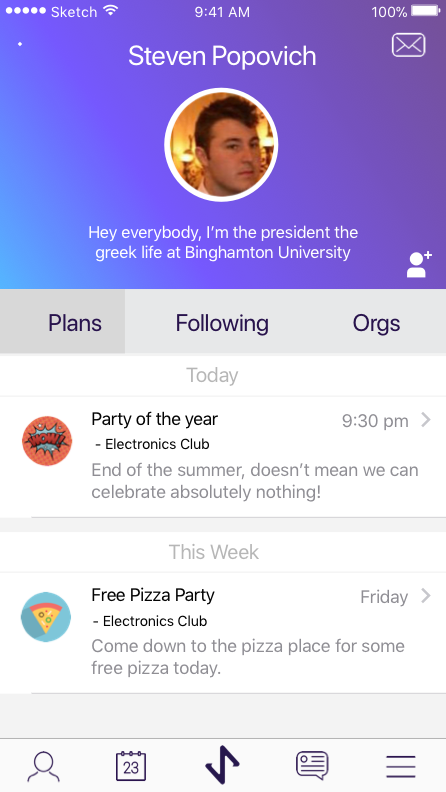 ●●●●● Sketch 9:41 AM 100%
Steven Popovich
Hey everybody, I’m the president the
greek life at Binghamton University
Plans Following Orgs
Today
WOW!
Party of the year 9:30 pm
- Electronics Club
End of the summer, doesn’t mean we can
celebrate absolutely nothing!
This Week
Free Pizza Party Friday
- Electronics Club
Come down to the pizza place for some
free pizza today.
23